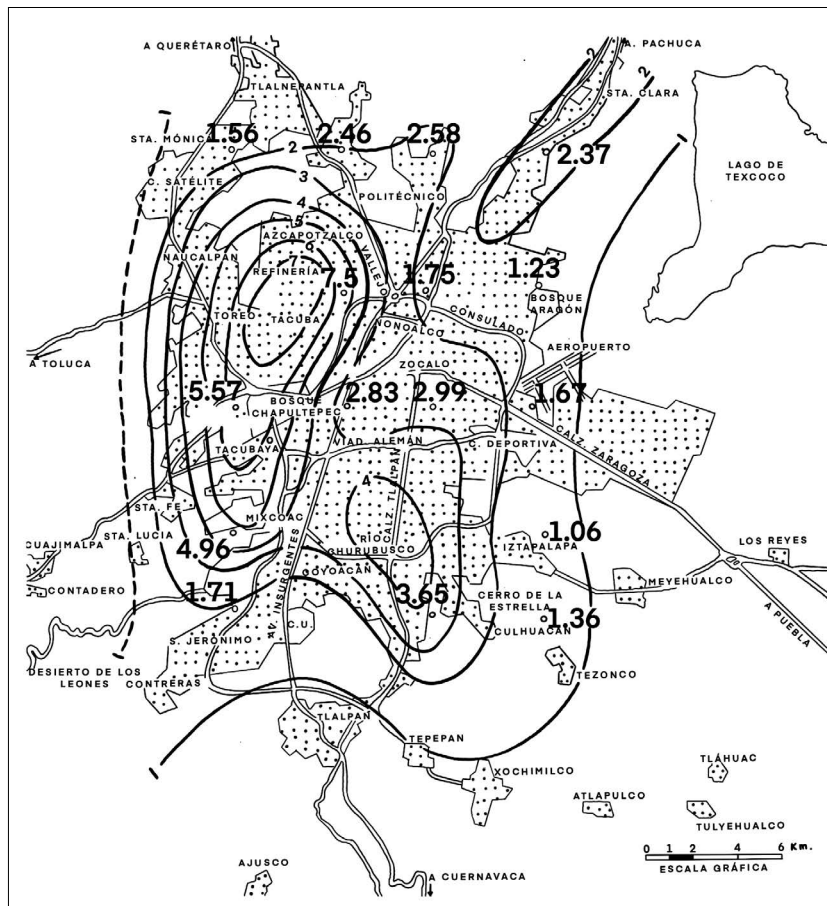 A QUERÉTARO
A. PACHUCA
2
2
TLALNEPANTLA
STA. CLARA
STA. MÓNIC
1.56
2.46
2.58
2.37
2
LAGO DE
TEXCOCO
C. SATÉLITE
3
POLITÉCNICO
4
5
AZCAPOTZALCO
6
NAUCALPAN
VALLEJO
7
REFINERÍA
7.5
1.75
1.23
BOSQUE
ARAGÓN
TOREO
TACUBA
NONOALCO
CONSULADO
AEROPUERTO
A TOLUCA
ZOCALO
5.57
BOSQUE
CHAPULTEPEC
2.83
2.99
1.67
TACUBAYA
VIAD. ALEMÁN
C. DEPORTIVA
CALZ. ZARAGOZA
4
CALZ. TLALPAN
STA. FE
MIXCOAC
STA. LUCIA
RÍO
CHURUBUSCO
1.06
IZTAPALAPA
LOS REYES
CUAJIMALPA
4.96
AV. INSURGENTES
COYOACÁN
CONTADERO
1.71
3.65
CERRO DE LA
ESTRELLA
MEYEHUALCO
A PUEBLA
C.U.
CULHUACÁN
1.36
S. JERÓNIMO
DESIERTO DE LOS
LEONES
CONTRERAS
TEZONCO
TLALPAN
TEPEPAN
XOCHIMILCO
TLÁHUAC
ATLAPULCO
TULYEHUALCO
0 1 2 4 6 Km.
ESCALA GRÁFICA
AJUSCO
A CUERNAVACA